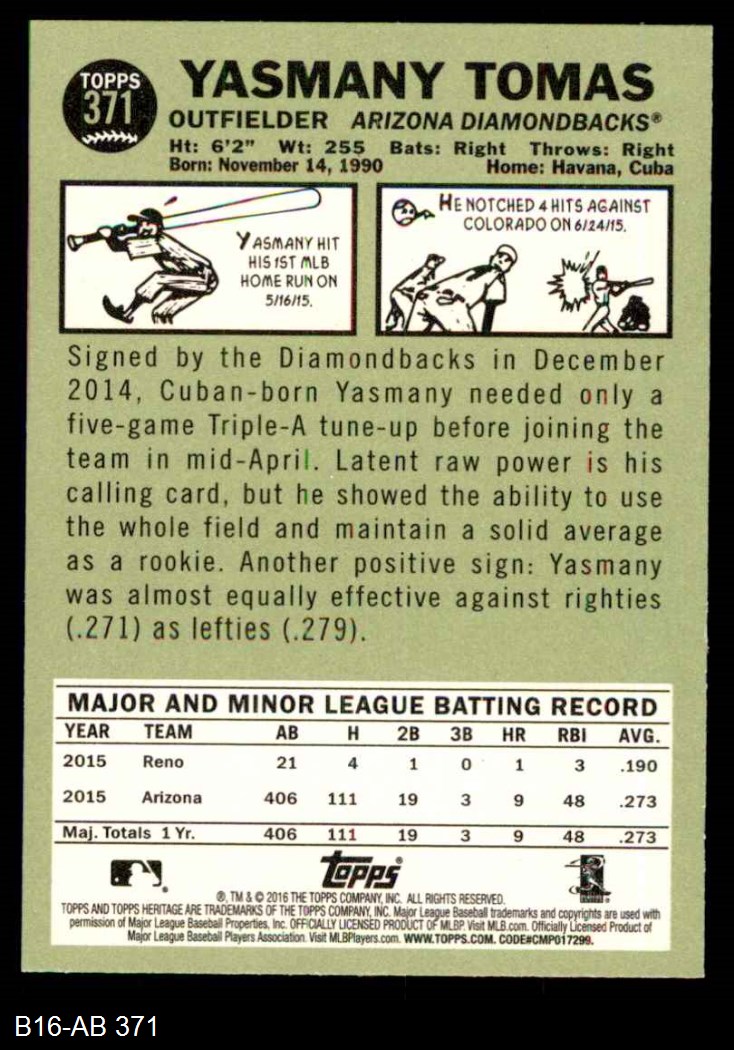 TOPPS
371
YASMANY TOMAS
OUTFIELDER ARIZONA DIAMONDBACKS®
Ht: 6'2" Wt: 255 Bats: Right Throws: Right
Born: November 14, 1990 Home: Havana, Cuba
YASMANY HIT
HIS 1ST MLB
HOME RUN ON
5/16/15.
HE NOTCHED 4 HITS AGAINST
COLORADO ON 6/24/15.
Signed by the Diamondbacks in December
2014, Cuban-born Yasmany needed only a
five-game Triple-A tune-up before joining the
team in mid-April. Latent raw power is his
calling card, but he showed the ability to use
the whole field and maintain a solid average
as a rookie. Another positive sign: Yasmany
was almost equally effective against righties
(.271) as lefties (.279).
MAJOR AND MINOR LEAGUE BATTING RECORD
YEAR TEAM AB H 2B 3B HR RBI AVG.
2015 Reno 21 4 1 0 1 3 .190
2015 Arizona 406 111 19 3 9 48 .273
Maj. Totals 1 Yr. 406 111 19 3 9 48 .273
Topps®
®, TM & © 2016 THE TOPPS COMPANY, INC. ALL RIGHTS RESERVED.
TOPPS AND TOPPS HERITAGE ARE TRADEMARKS OF THE TOPPS COMPANY, INC. Major League Baseball trademarks and copyrights are used with
permission of Major League Baseball Properties, Inc. OFFICIALLY LICENSED PRODUCT OF MLBP. Visit MLB.com. Officially Licensed Product of
Major League Baseball Players Association. Visit MLBPlayers.com. WWW.TOPPS.COM. CODE#CMP017299.
B16-AB 371